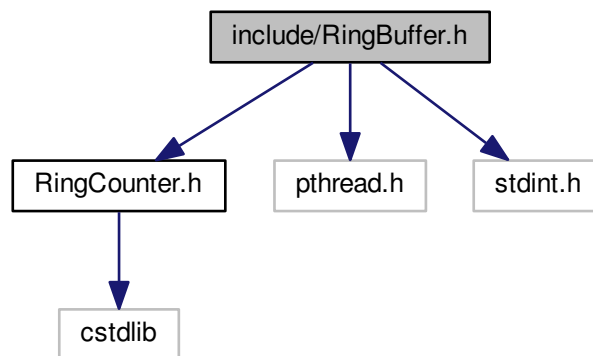 include/RingBuffer.h
RingCounter.h
pthread.h
stdint.h
cstdlib